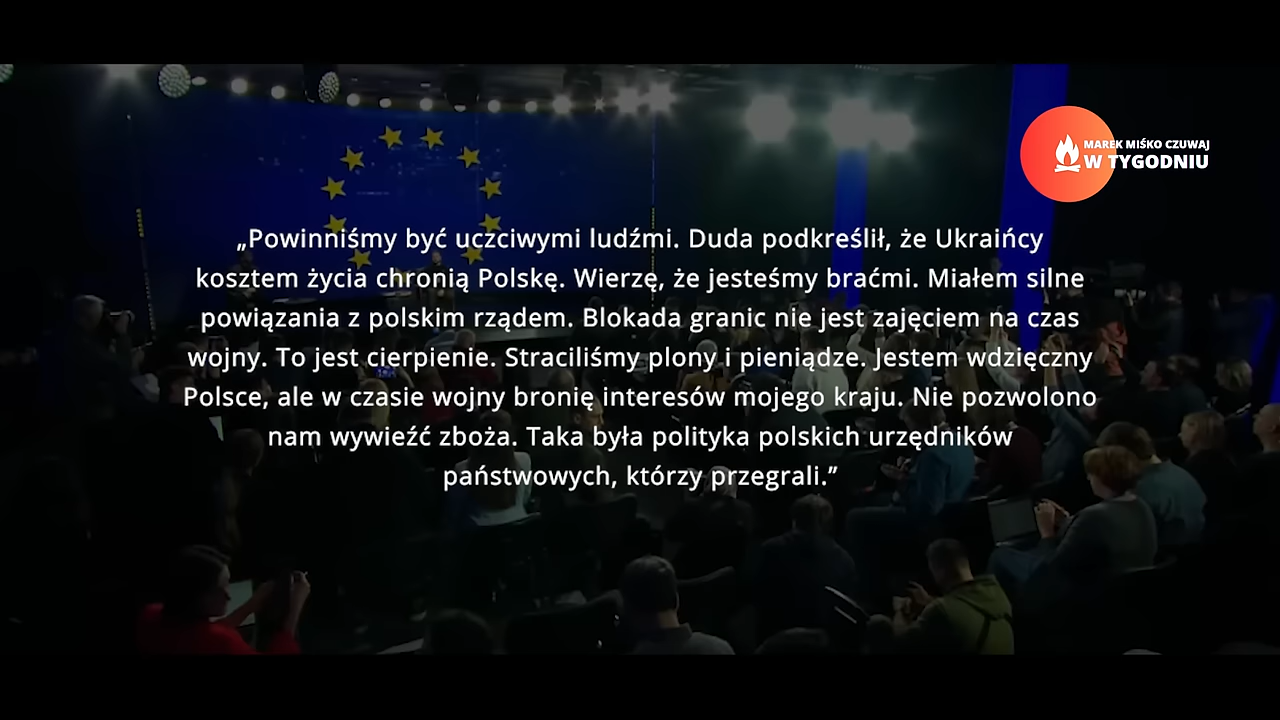 MAREK MIŚKO CZUWAJ
W TYGODNIU
„Powinniśmy być uczciwymi ludźmi. Duda podkreślił, że Ukraińcy
kosztem życia chronią Polskę. Wierzę, że jesteśmy braćmi. Miałem silne
powiązania z polskim rządem. Blokada granic nie jest zajęciem na czas
wojny. To jest cierpienie. Straciliśmy plony i pieniądze. Jestem wdzięczny
Polsce, ale w czasie wojny bronię interesów mojego kraju. Nie pozwolono
nam wywieźć zboża. Taka była polityka polskich urzędników
państwowych, którzy przegrali.”